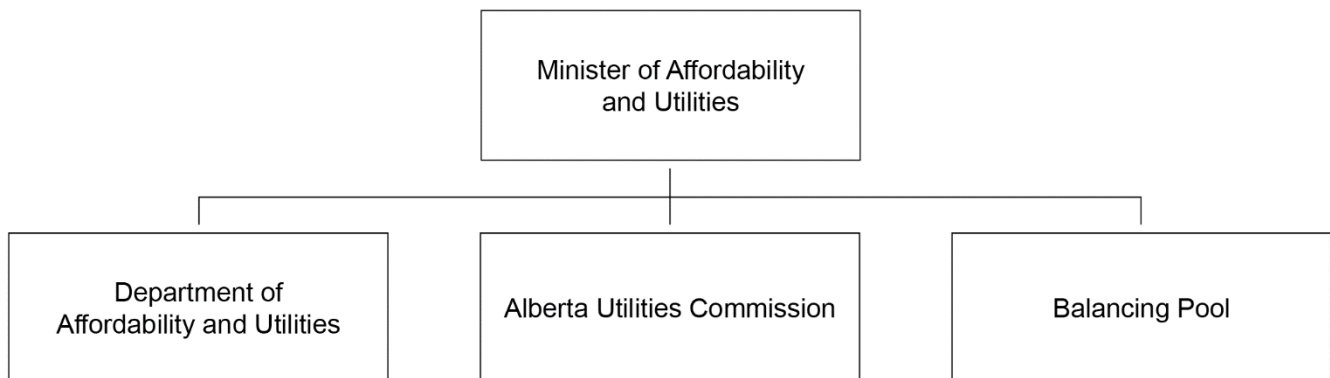 Minister of Affordability
and Utilities
Department of
Affordability and Utilities
Alberta Utilities Commission
Balancing Pool